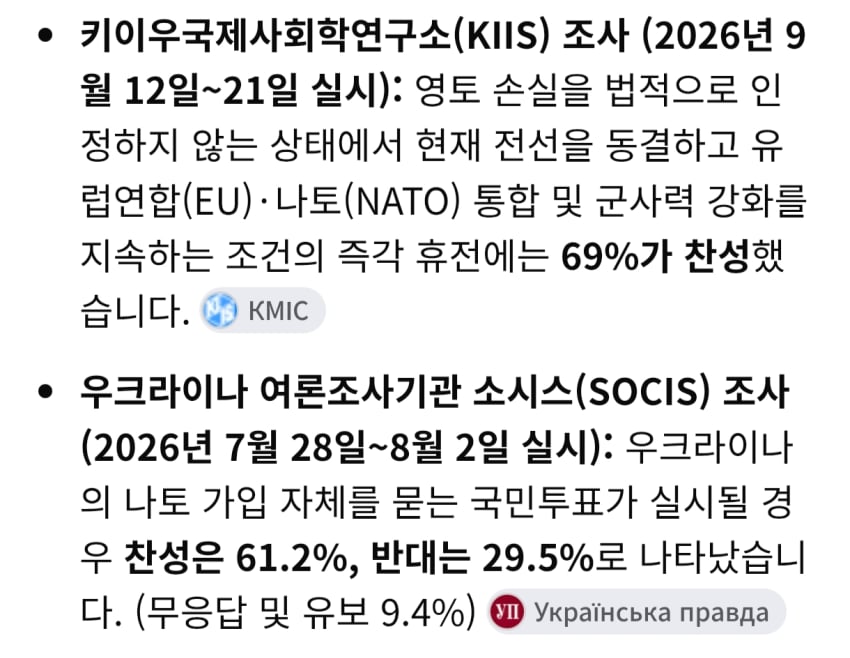 • 키이우국제사회학연구소(KIIS) 조사 (2026년 9
월 12일~21일 실시): 영토 손실을 법적으로 인
정하지 않는 상태에서 현재 전선을 동결하고 유
럽연합(EU)·나토(NATO) 통합 및 군사력 강화를
지속하는 조건의 즉각 휴전에는 69%가 찬성했
습니다. КМІС
• 우크라이나 여론조사기관 소시스(SOCIS) 조사
(2026년 7월 28일~8월 2일 실시): 우크라이나
의 나토 가입 자체를 묻는 국민투표가 실시될 경
우 찬성은 61.2%, 반대는 29.5%로 나타났습니
다. (무응답 및 유보 9.4%) УП Українська правда